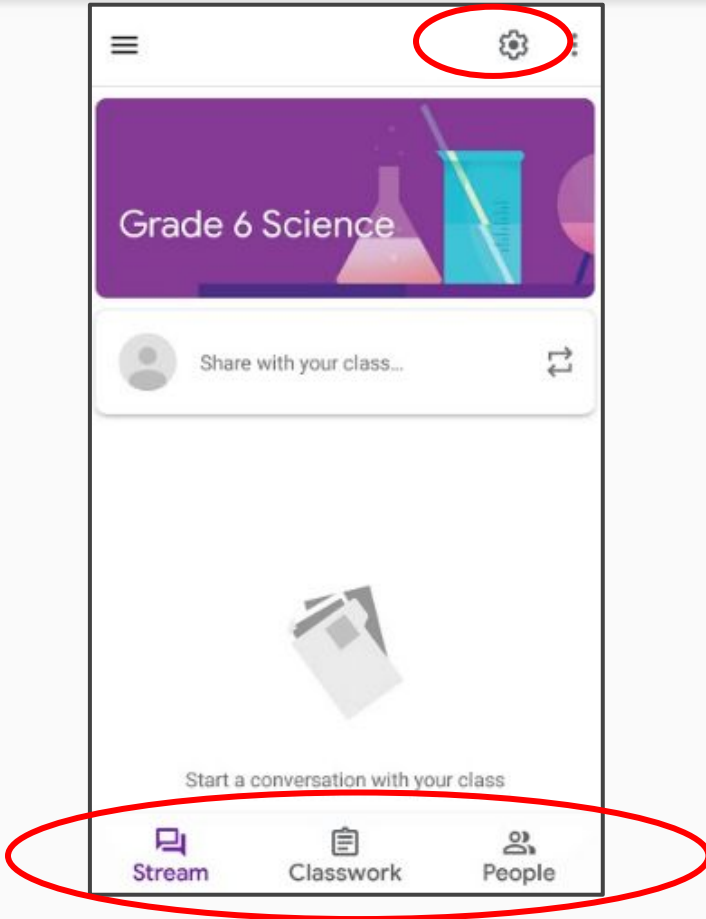 Grade 6 Science
Share with your class...
Start a conversation with your class
Stream Classwork People